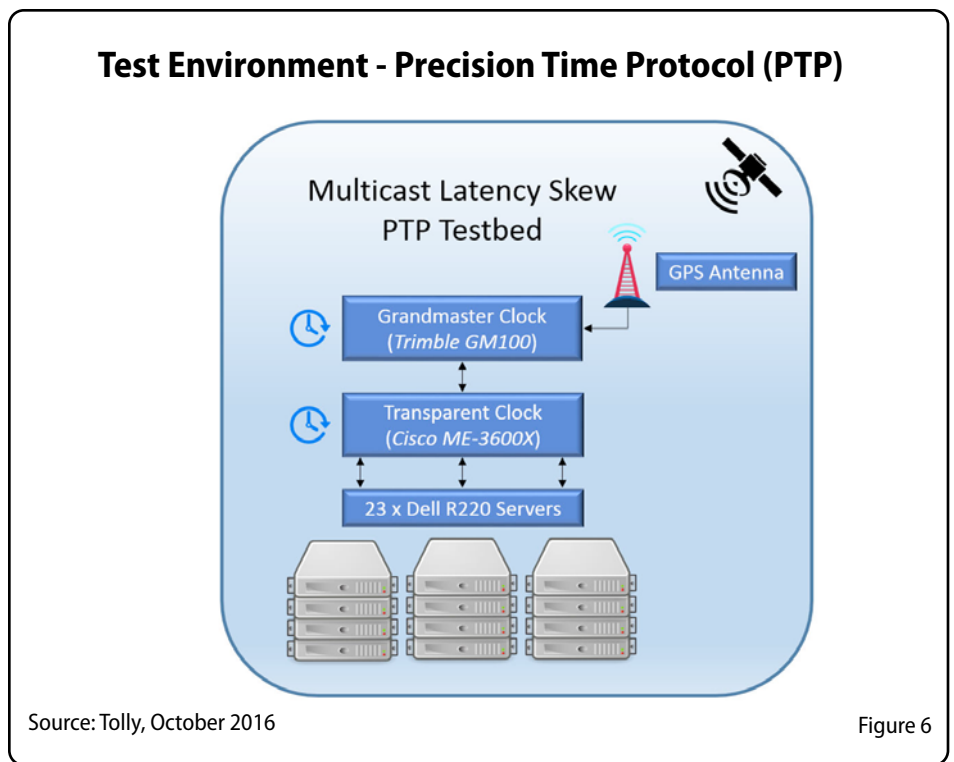 Test Environment - Precision Time Protocol (PTP)
Multicast Latency Skew
PTP Testbed
GPS Antenna
Grandmaster Clock
(Trimble GM100)
Transparent Clock
(Cisco ME-3600X)
23 x Dell R220 Servers
Source: Tolly, October 2016
Figure 6